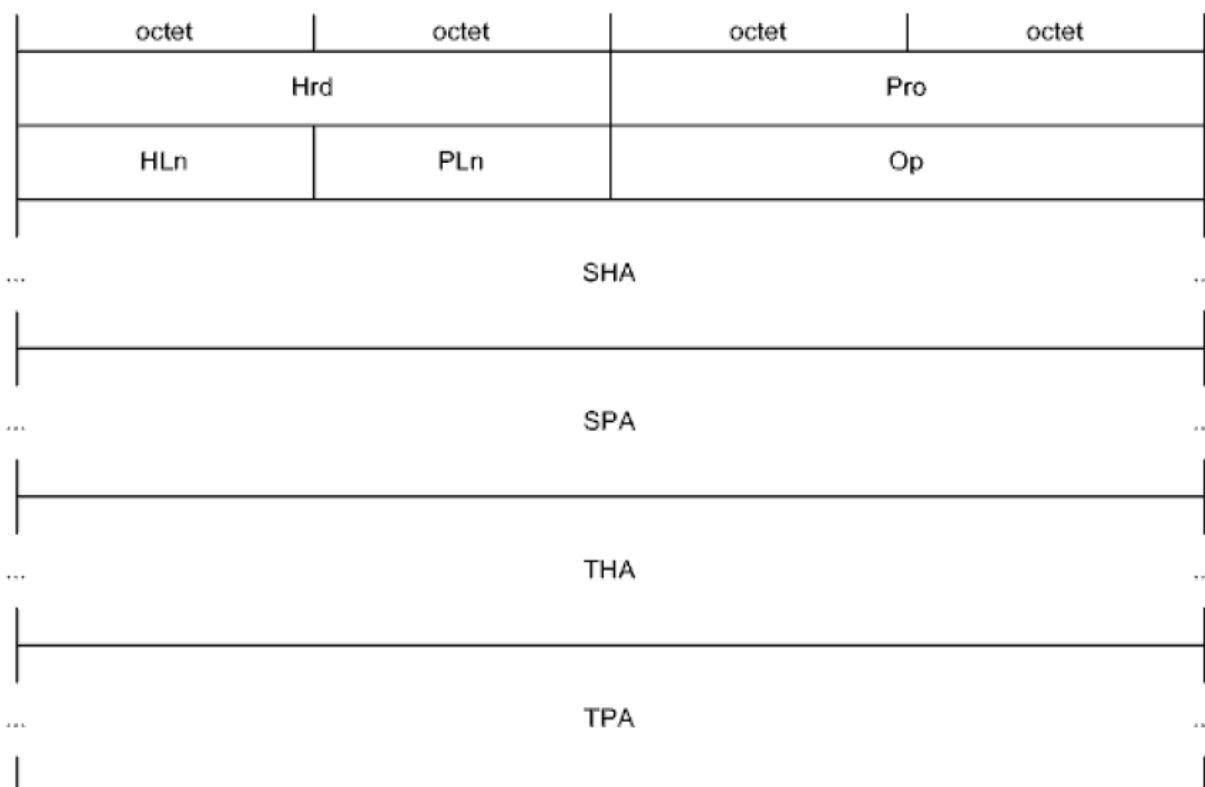 octet octet octet octet
Hrd Pro
HLn PLn Op
... SHA ...
... SPA ...
... THA ...
... TPA ...